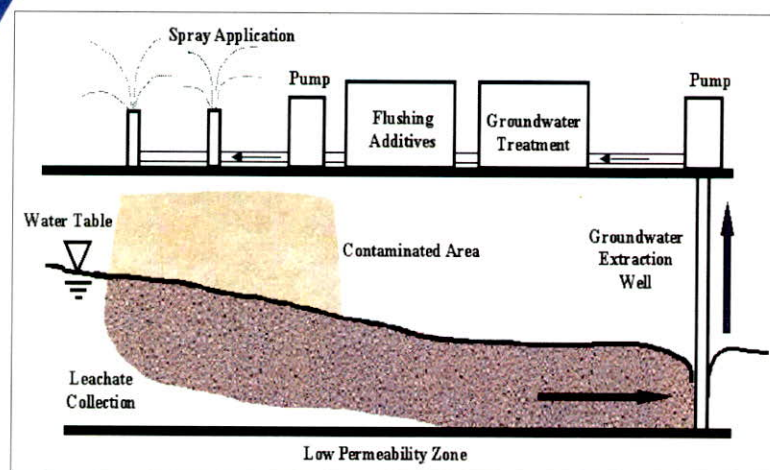 Spray Application
Pump
Pump
Flushing
Additives
Groundwater
Treatment
Water Table
Contaminated Area
Groundwater
Extraction
Well
Leachate
Collection
Low Permeability Zone